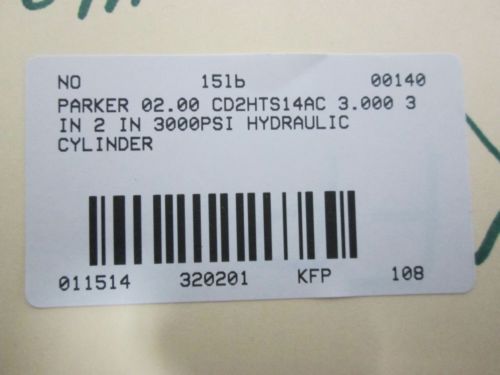 NO 15lb 00140
PARKER 02.00 CD2HTS14AC 3.000 3
IN 2 IN 3000PSI HYDRAULIC
CYLINDER
011514 320201 KFP 108